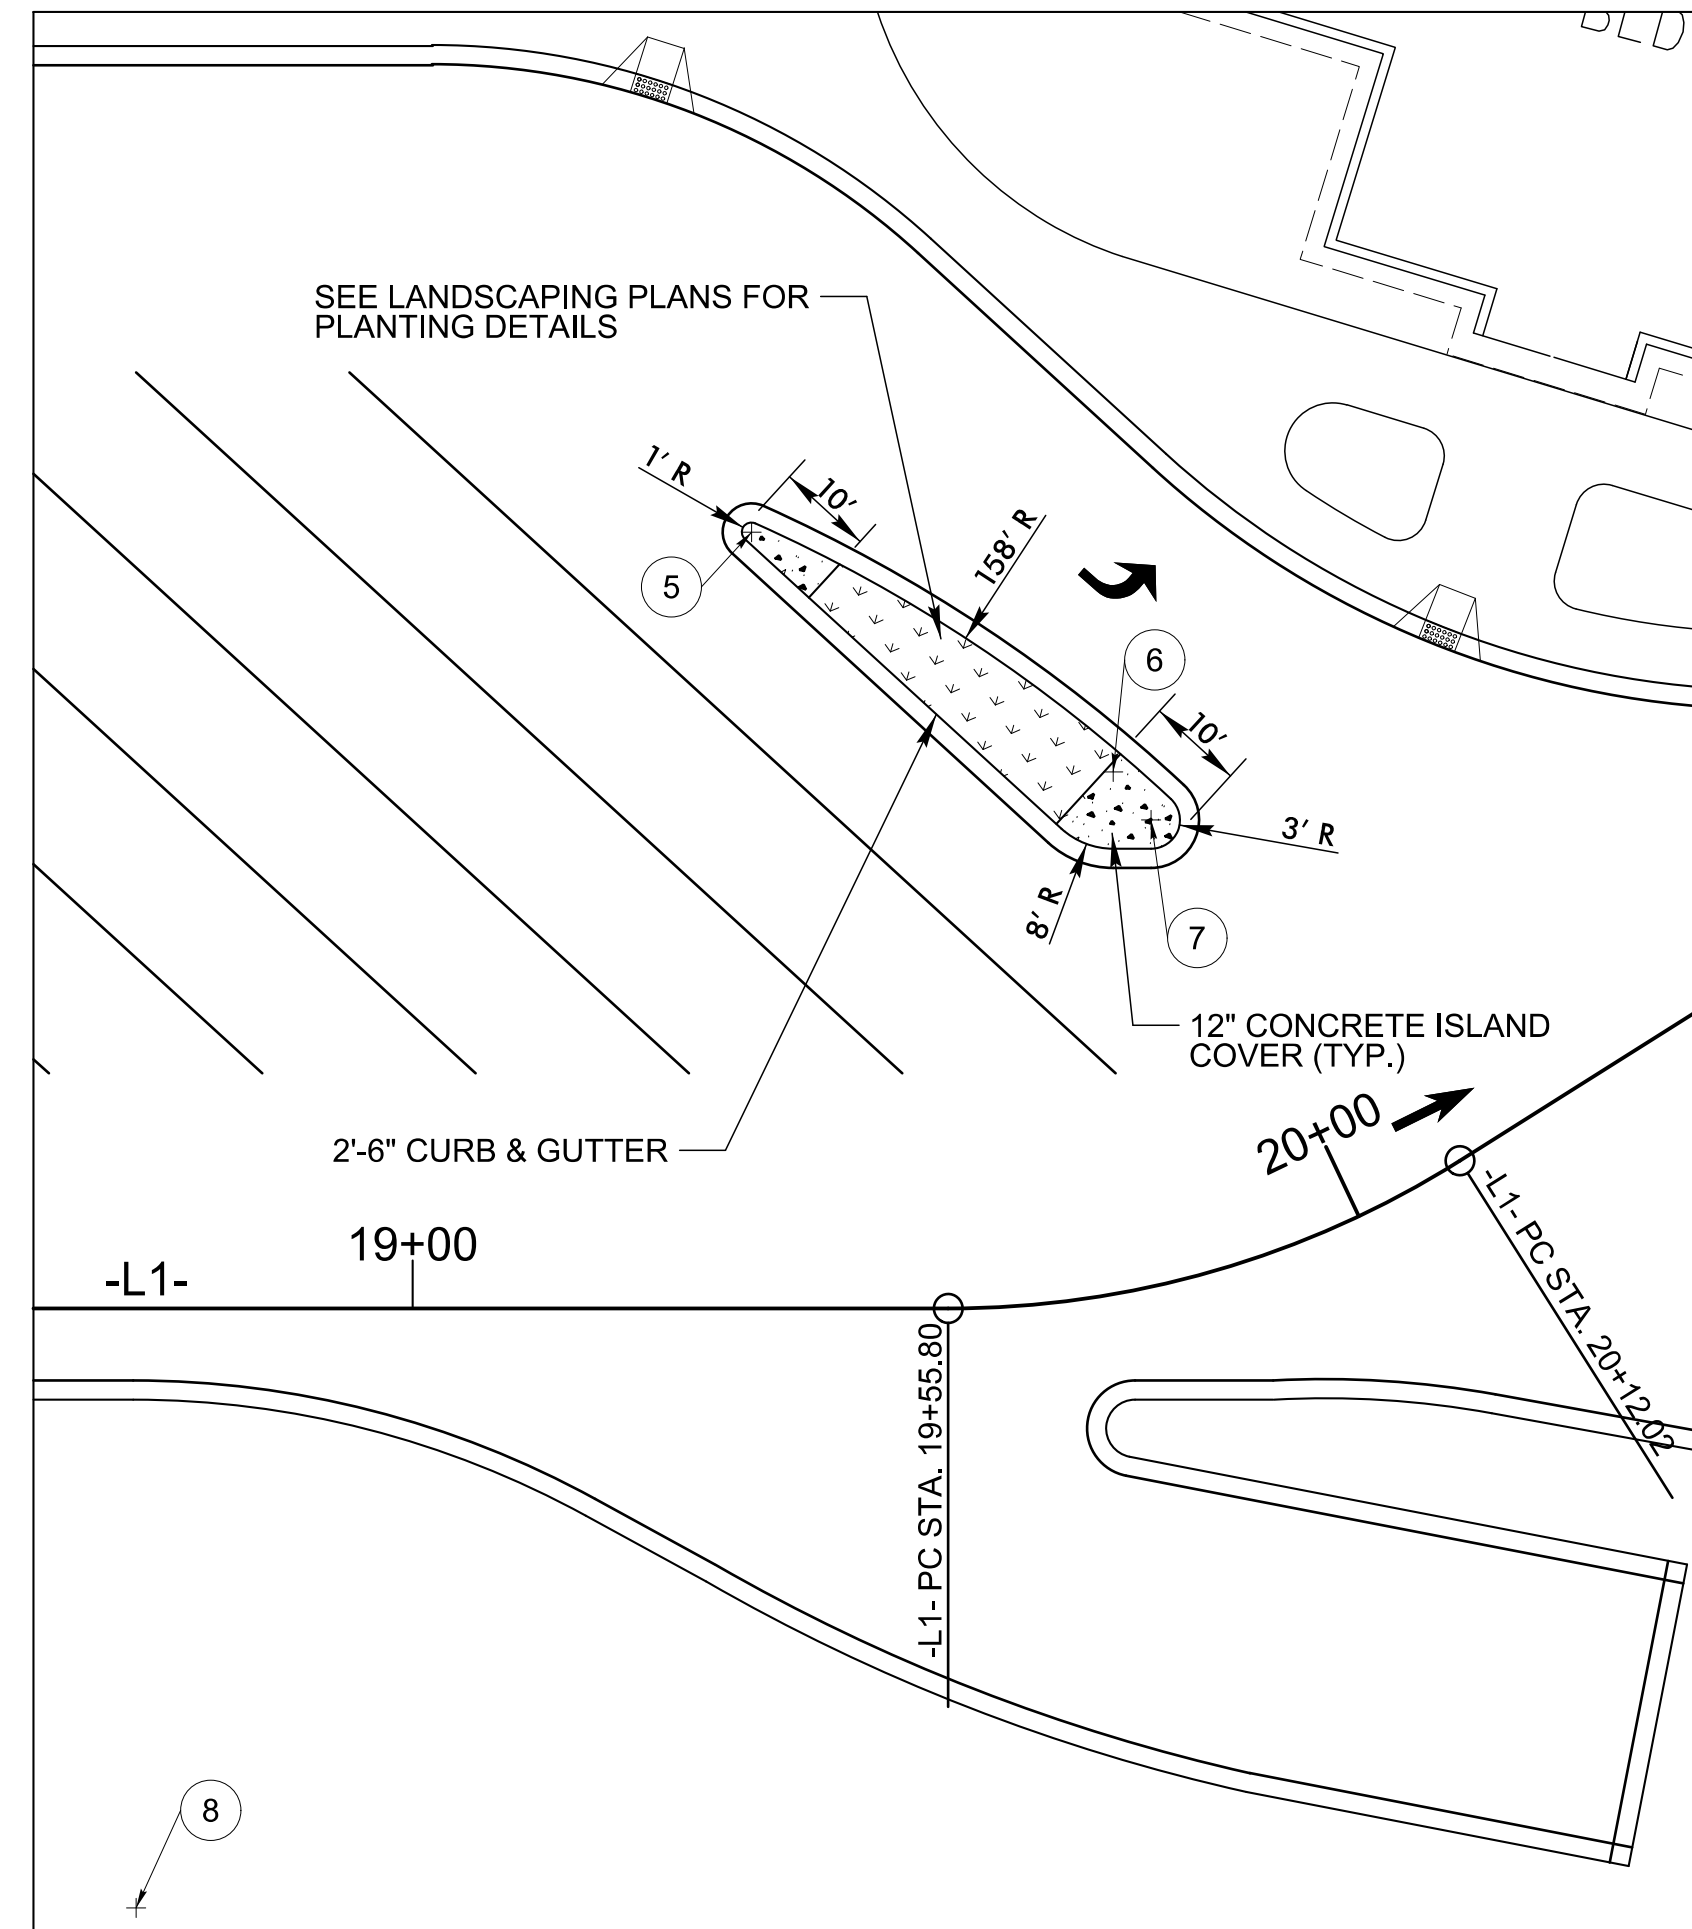 BLD
SEE LANDSCAPING PLANS FOR
PLANTING DETAILS
1' R
10'
158' R
5
6
10'
3' R
8' R
7
12" CONCRETE ISLAND
COVER (TYP.)
20+00
2'-6" CURB & GUTTER
19+00
-L1-
-L1- PC STA. 20+12.02
-L1- PC STA. 19+55.80
8